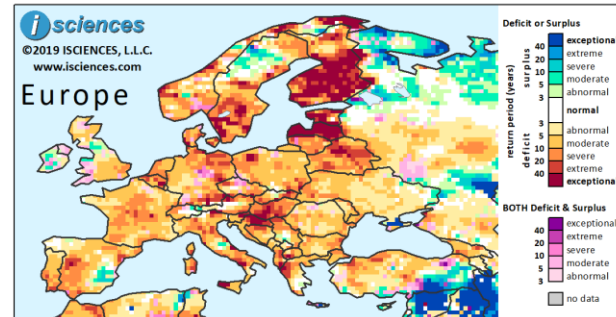 i sciences
©2019 ISCIENCES, L.L.C.
www.isciences.com
Europe
Deficit or Surplus
return period (years)
surplus
40 exceptional
20 extreme
10 severe
5 moderate
3 abnormal
normal
deficit
3 abnormal
5 moderate
10 severe
20 extreme
40 exceptional
BOTH Deficit & Surplus
40 exceptional
20 extreme
10 severe
5 moderate
3 abnormal
no data